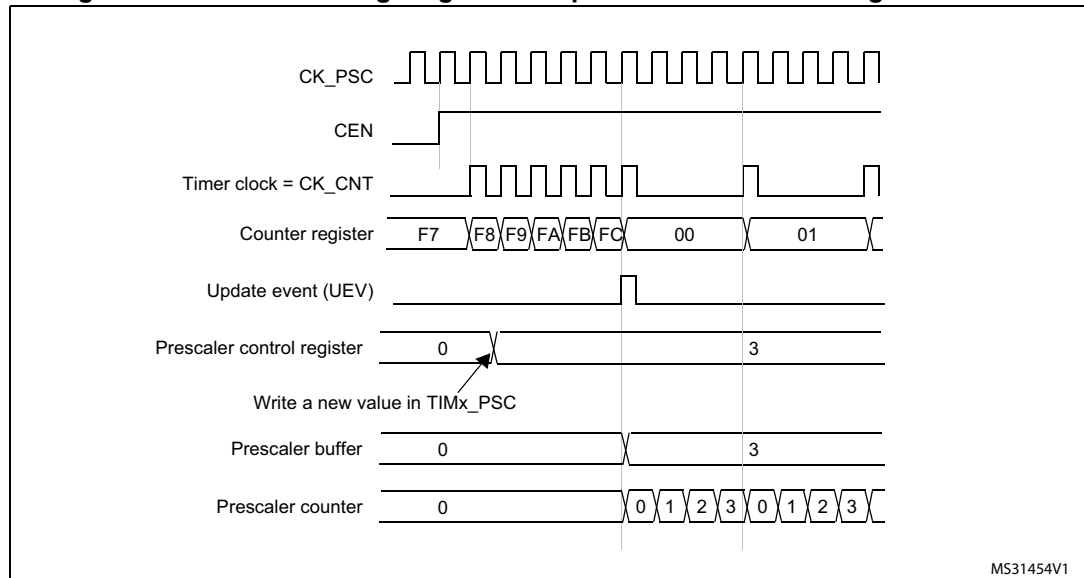 CK_PSC
CEN
Timer clock = CK_CNT
Counter register F7 F8 F9 FA FB FC 00 01
Update event (UEV)
Prescaler control register 0 3
Write a new value in TIMx_PSC
Prescaler buffer 0 3
Prescaler counter 0 0 1 2 3 0 1 2 3
MS31454V1